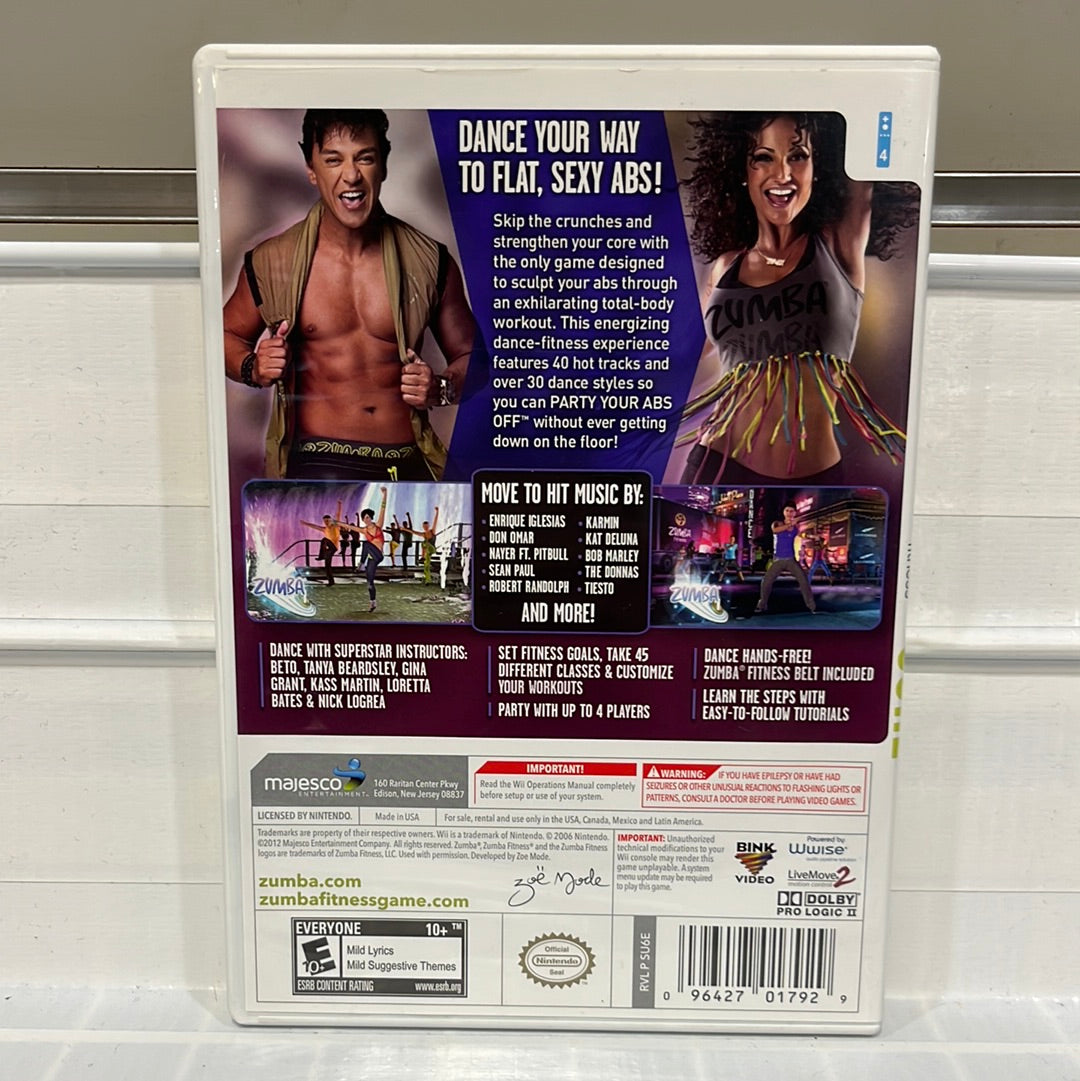 DANCE YOUR WAY
TO FLAT, SEXY ABS!
4
Skip the crunches and
strengthen your core with
the only game designed
to sculpt your abs through
an exhilarating total-body
workout. This energizing
dance-fitness experience
features 40 hot tracks and
over 30 dance styles so
you can PARTY YOUR ABS
OFF™ without ever getting
down on the floor!
ZUMBA
ZUMBA
MOVE TO HIT MUSIC BY:
• ENRIQUE IGLESIAS
• DON OMAR
• NAYER FT. PITBULL
• SEAN PAUL
• ROBERT RANDOLPH
• KARMIN
• KAT DELUNA
• BOB MARLEY
• THE DONNAS
• TIESTO
AND MORE!
ZUMBA
ZUMBA
DANCE
DANCE WITH SUPERSTAR INSTRUCTORS:
BETO, TANYA BEARDSLEY, GINA
GRANT, KASS MARTIN, LORETTA
BATES & NICK LOGREA
SET FITNESS GOALS, TAKE 45
DIFFERENT CLASSES & CUSTOMIZE
YOUR WORKOUTS
PARTY WITH UP TO 4 PLAYERS
DANCE HANDS-FREE!
ZUMBA® FITNESS BELT INCLUDED
LEARN THE STEPS WITH
EASY-TO-FOLLOW TUTORIALS
majesco
ENTERTAINMENT™
160 Raritan Center Pkwy
Edison, New Jersey 08837
IMPORTANT!
Read the Wii Operations Manual completely
before setup or use of your system.
WARNING: IF YOU HAVE EPILEPSY OR HAVE HAD
SEIZURES OR OTHER UNUSUAL REACTIONS TO FLASHING LIGHTS OR
PATTERNS, CONSULT A DOCTOR BEFORE PLAYING VIDEO GAMES.
LICENSED BY NINTENDO.
Made in USA
For sale, rental and use only in the USA, Canada, Mexico and Latin America.
Trademarks are property of their respective owners. Wii is a trademark of Nintendo. © 2006 Nintendo.
©2012 Majesco Entertainment Company. All rights reserved. Zumba®, Zumba Fitness® and the Zumba Fitness
logos are trademarks of Zumba Fitness, LLC. Used with permission. Developed by Zoe Mode.
zumba.com
zumbafitnessgame.com
zoë mode
IMPORTANT: Unauthorized
technical modifications to your
Wii console may render this
game unplayable. A system
menu update may be required
to play this game.
BINK
VIDEO
Powered by
Wwise
audio pipeline solution
LiveMove 2
motion control
DOLBY
PRO LOGIC II
EVERYONE 10+ ™
E
10+
Mild Lyrics
Mild Suggestive Themes
ESRB CONTENT RATING www.esrb.org
Official
Nintendo
Seal
RVL P SU6E
0 96427 01792 9